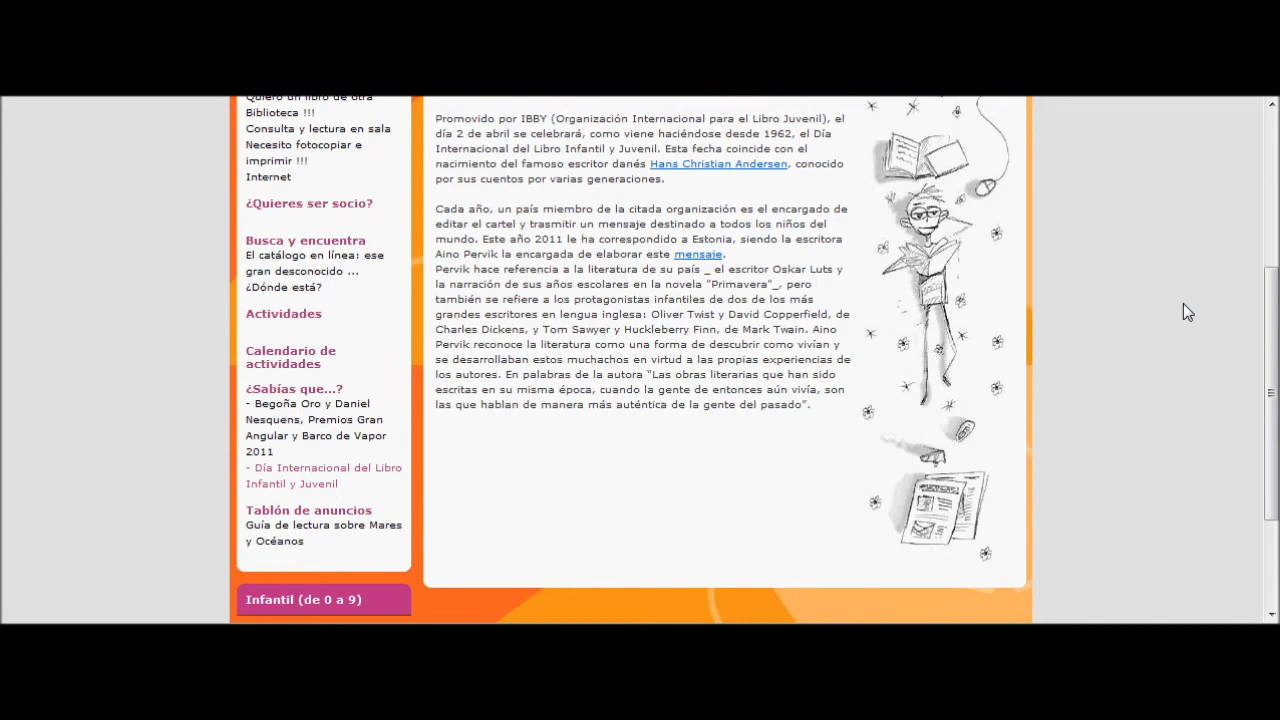 Quiero un libro de otra
Biblioteca !!!
Consulta y lectura en sala
Necesito fotocopiar e
imprimir !!!
Internet
¿Quieres ser socio?
Busca y encuentra
El catálogo en línea: ese
gran desconocido ...
¿Dónde está?
Actividades
Calendario de
actividades
¿Sabías que...?
- Begoña Oro y Daniel
Nesquens, Premios Gran
Angular y Barco de Vapor
2011
- Día Internacional del Libro
Infantil y Juvenil
Tablón de anuncios
Guía de lectura sobre Mares
y Océanos
Infantil (de 0 a 9)
Promovido por IBBY (Organización Internacional para el Libro Juvenil), el
día 2 de abril se celebrará, como viene haciéndose desde 1962, el Día
Internacional del Libro Infantil y Juvenil. Esta fecha coincide con el
nacimiento del famoso escritor danés Hans Christian Andersen, conocido
por sus cuentos por varias generaciones.
Cada año, un país miembro de la citada organización es el encargado de
editar el cartel y trasmitir un mensaje destinado a todos los niños del
mundo. Este año 2011 le ha correspondido a Estonia, siendo la escritora
Aino Pervik la encargada de elaborar este mensaje.
Pervik hace referencia a la literatura de su país _ el escritor Oskar Luts y
la narración de sus años escolares en la novela "Primavera"_, pero
también se refiere a los protagonistas infantiles de dos de los más
grandes escritores en lengua inglesa: Oliver Twist y David Copperfield, de
Charles Dickens, y Tom Sawyer y Huckleberry Finn, de Mark Twain. Aino
Pervik reconoce la literatura como una forma de descubrir como vivían y
se desarrollaban estos muchachos en virtud a las propias experiencias de
los autores. En palabras de la autora “Las obras literarias que han sido
escritas en su misma época, cuando la gente de entonces aún vivía, son
las que hablan de manera más auténtica de la gente del pasado”.